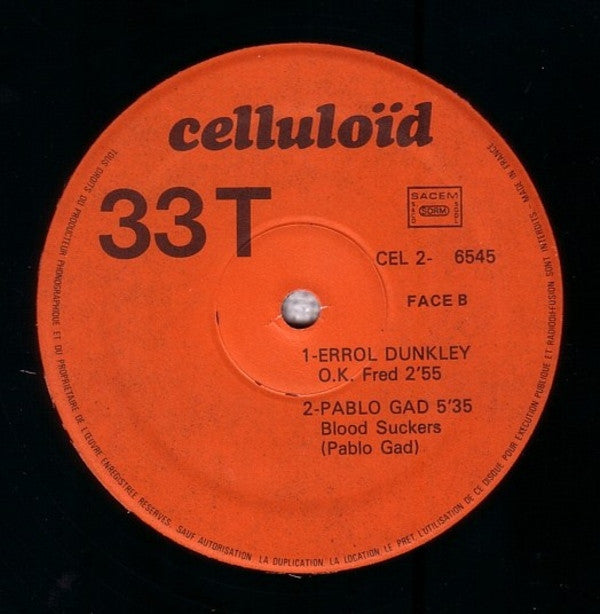 celluloïd
33T
SACEM
SDRM
CEL 2- 6545
FACE B
1-ERROL DUNKLEY
O.K. Fred 2'55
2-PABLO GAD 5'35
Blood Suckers
(Pablo Gad)
TOUS DROITS DU PRODUCTEUR PHONOGRAPHIQUE ET DU PROPRIETAIRE DE L'ŒUVRE ENREGISTREE RESERVES. SAUF AUTORISATION LA DUPLICATION LA LOCATION LE PRET L'UTILISATION DE CE DISQUE POUR EXECUTION PUBLIQUE ET RADIODIFFUSION SONT INTERDITS - MADE IN FRANCE